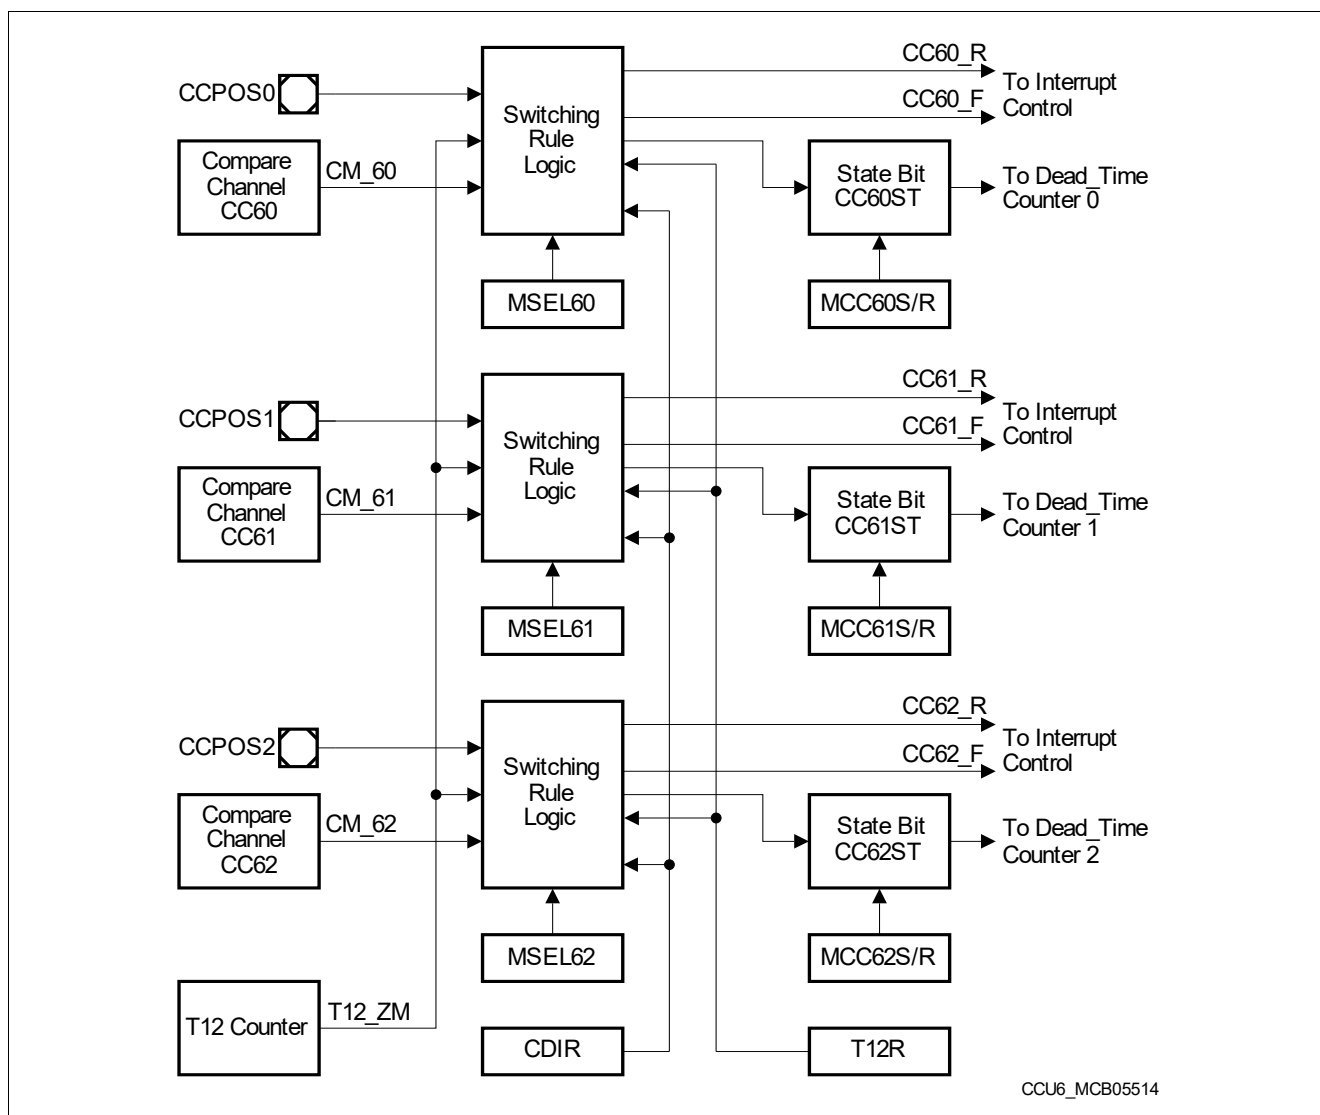 CC60_R
CCPOS0
To Interrupt
Control
CC60_F
Switching
Rule
Logic
Compare
Channel
CC60
CM_60
State Bit
CC60ST
To Dead_Time
Counter 0
MSEL60
MCC60S/R
CC61_R
CCPOS1
To Interrupt
Control
CC61_F
Switching
Rule
Logic
Compare
Channel
CC61
CM_61
State Bit
CC61ST
To Dead_Time
Counter 1
MSEL61
MCC61S/R
CC62_R
CCPOS2
To Interrupt
Control
CC62_F
Switching
Rule
Logic
Compare
Channel
CC62
CM_62
State Bit
CC62ST
To Dead_Time
Counter 2
MSEL62
MCC62S/R
T12 Counter
T12_ZM
CDIR
T12R
CCU6_MCB05514